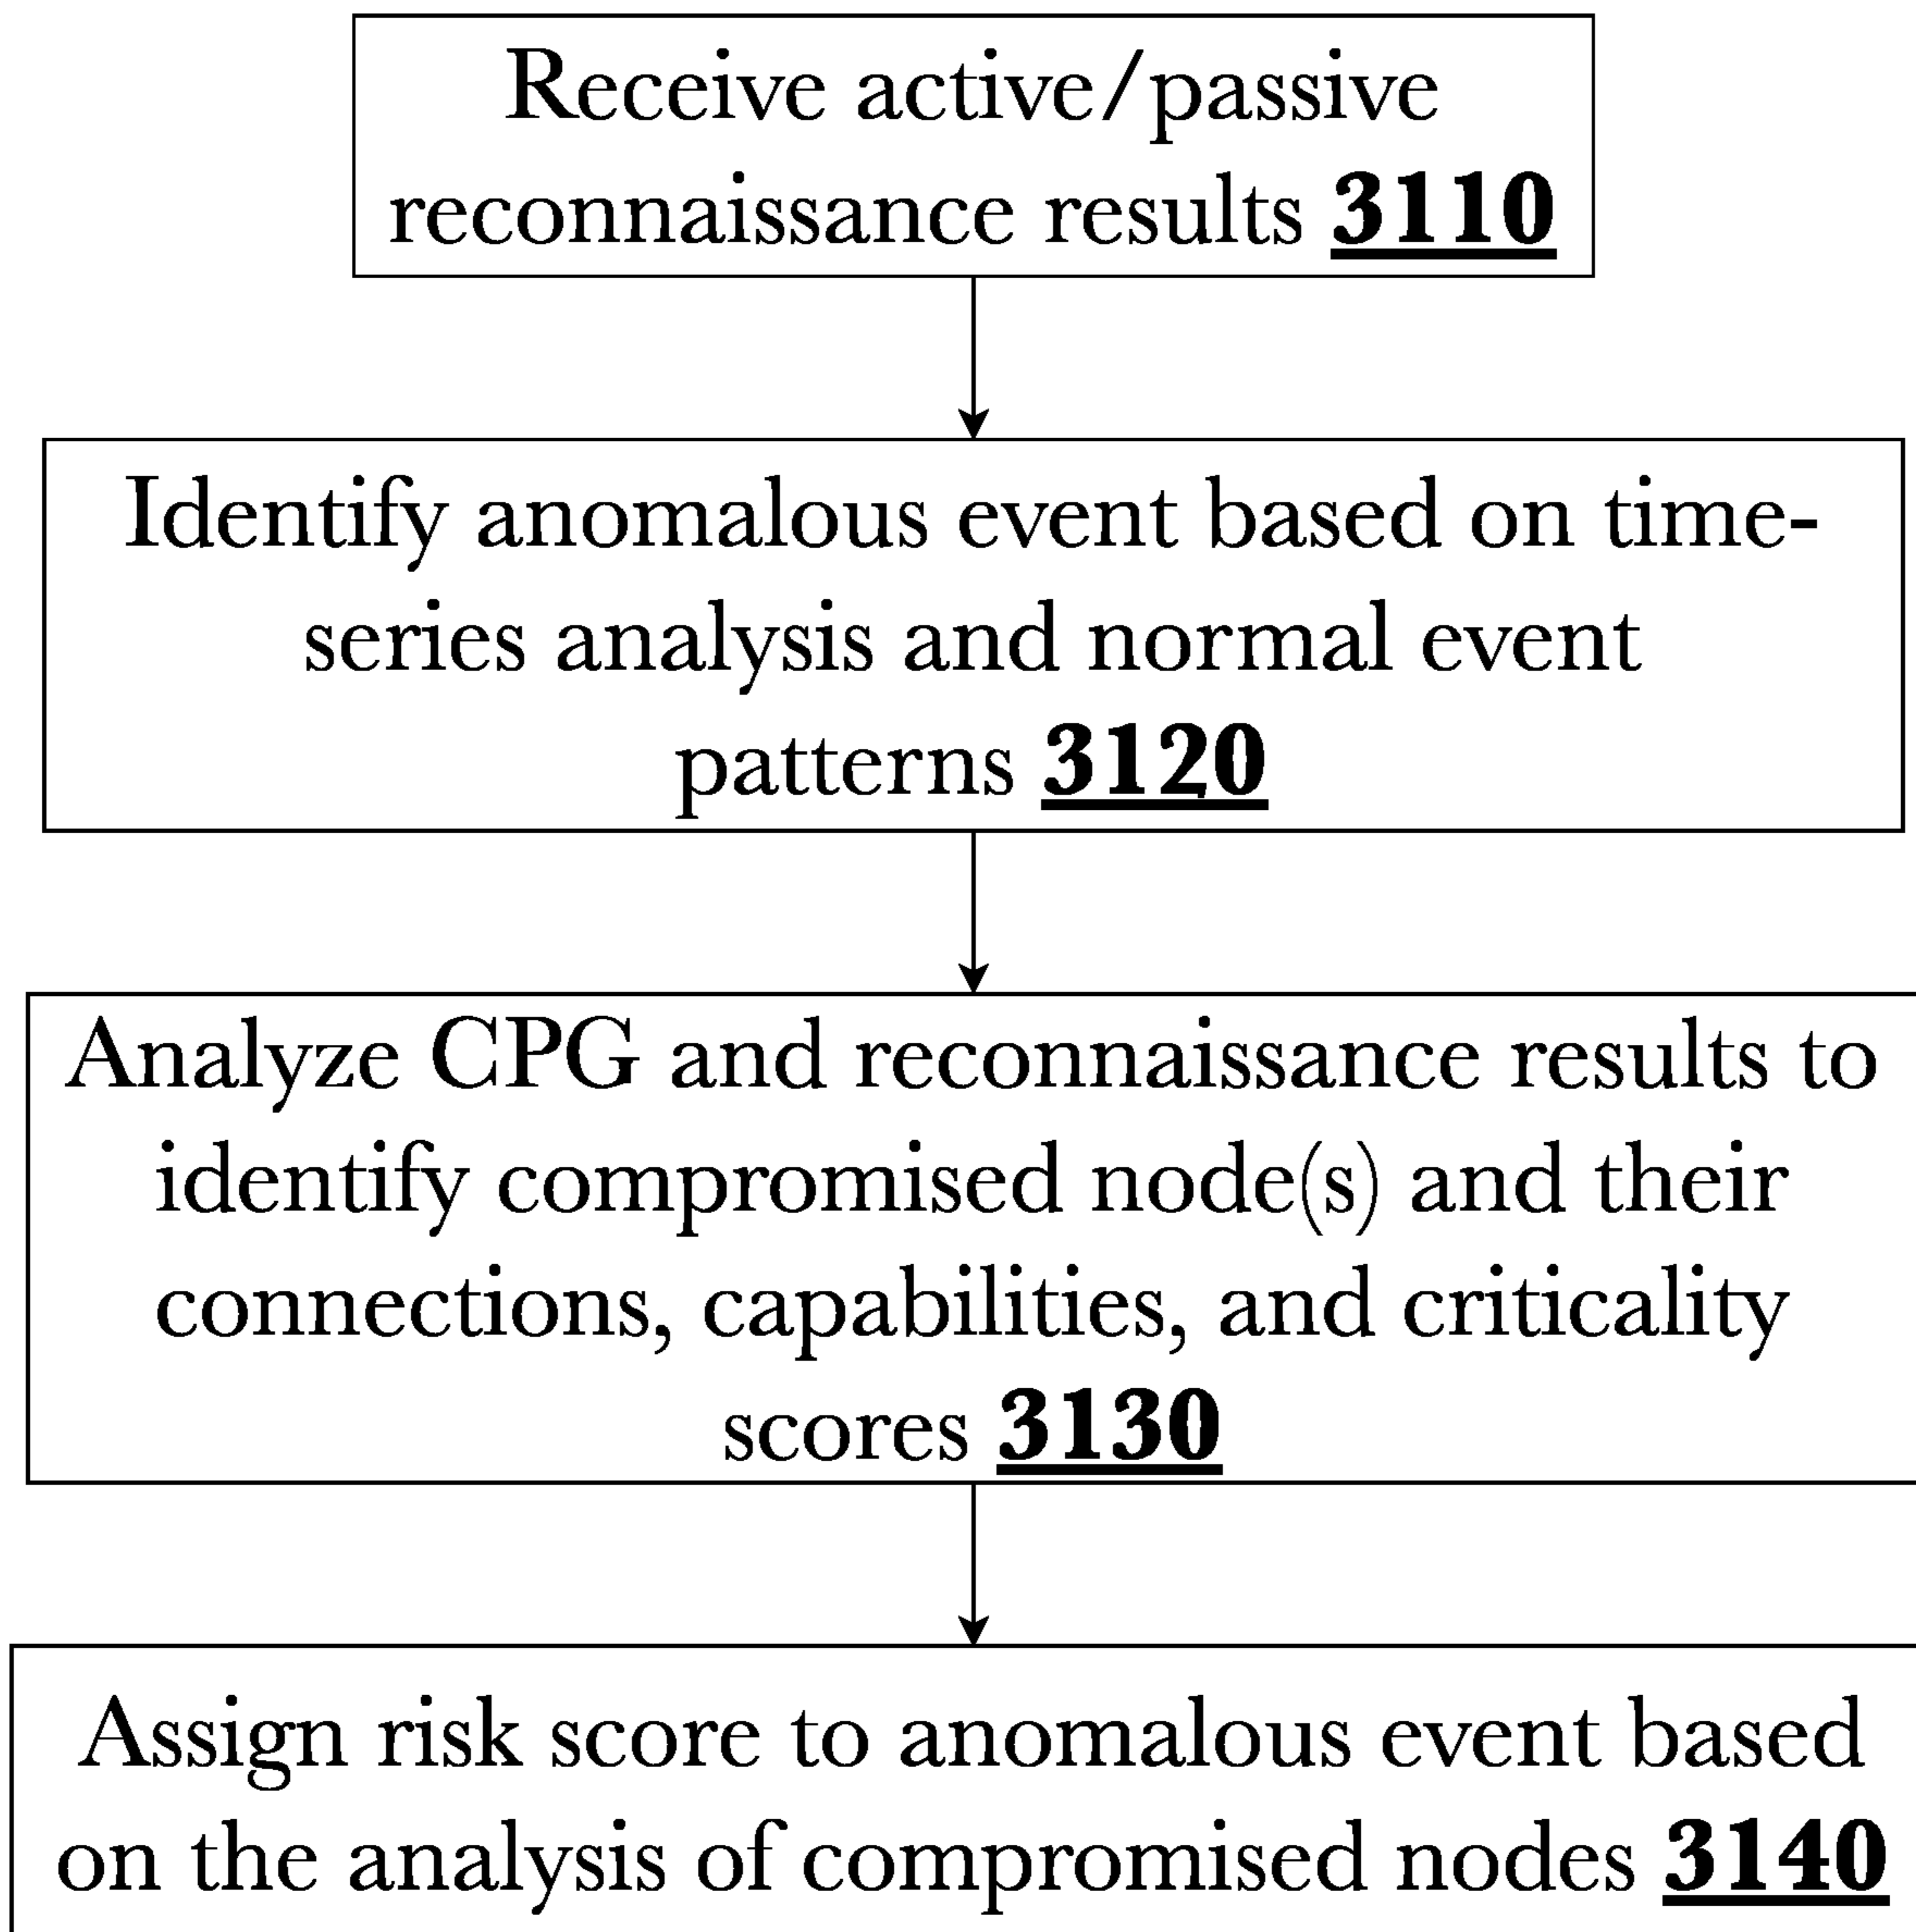 Receive active/passive
reconnaissance results 3110
Identify anomalous event based on time-
series analysis and normal event
patterns 3120
Analyze CPG and reconnaissance results to
identify compromised node(s) and their
connections, capabilities, and criticality
scores 3130
Assign risk score to anomalous event based
on the analysis of compromised nodes 3140